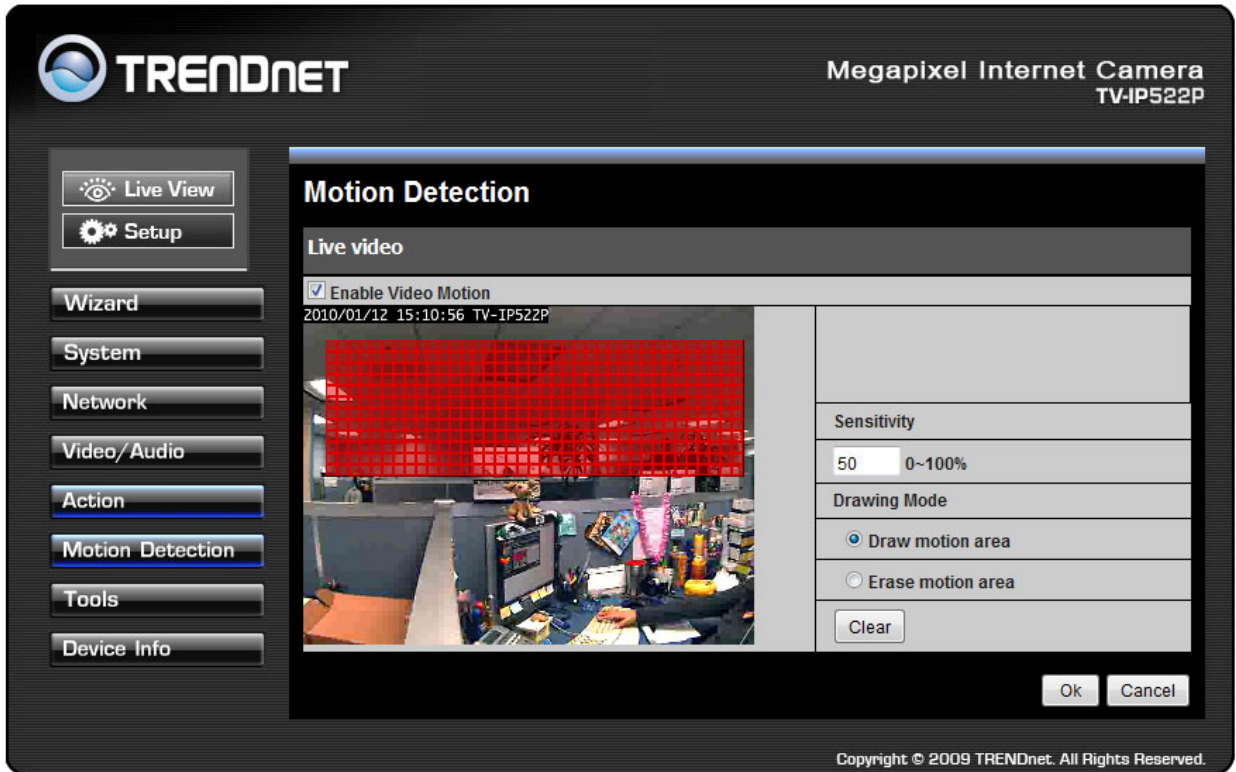 TRENDNET
Megapixel Internet Camera
TV-IP522P
Live View
Setup
Wizard
System
Network
Video/Audio
Action
Motion Detection
Tools
Device Info
Motion Detection
Live video
Enable Video Motion
2010/01/12 15:10:56 TV-IP522P
Sensitivity
50 0~100%
Drawing Mode
Draw motion area
Erase motion area
Clear
Ok Cancel
Copyright © 2009 TRENDnet. All Rights Reserved.